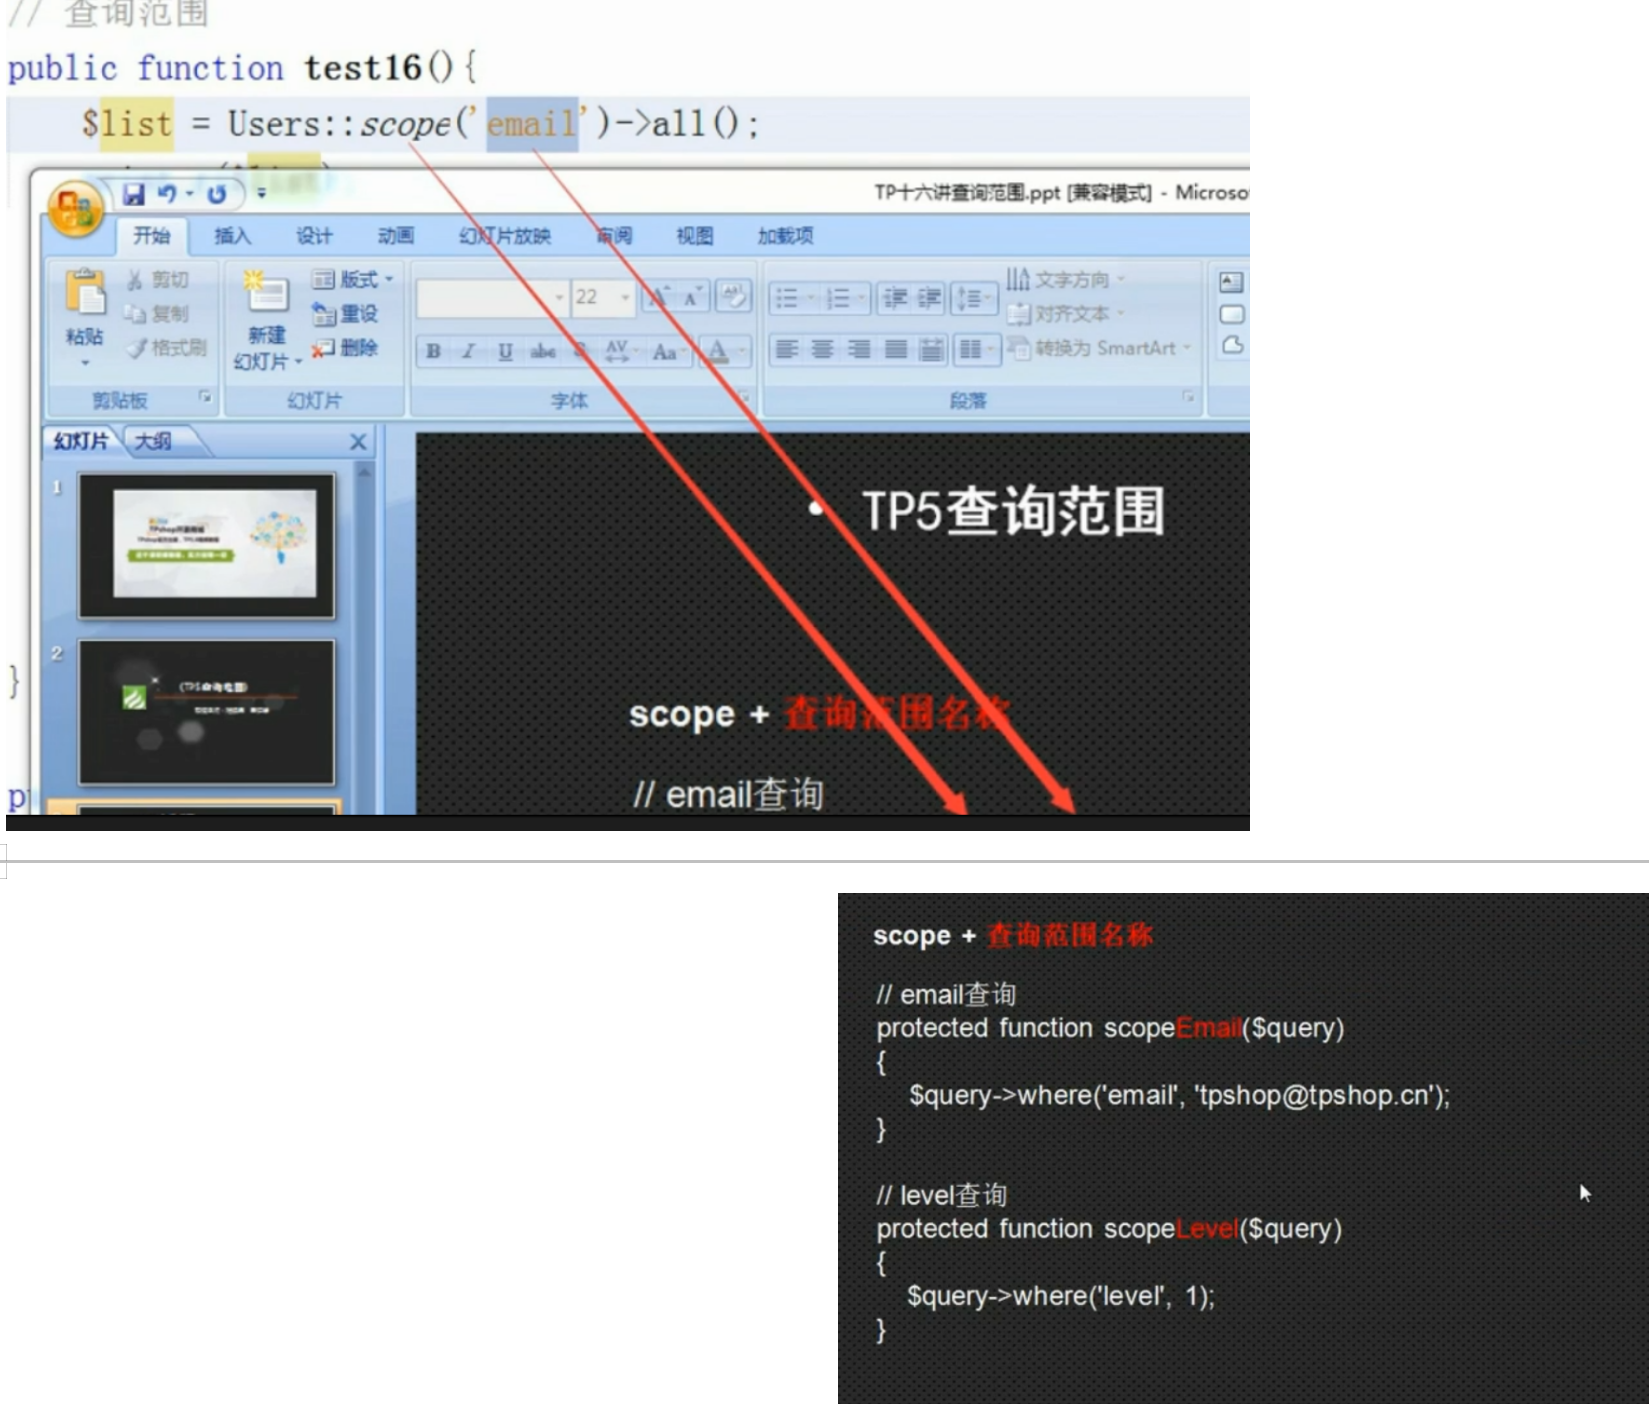 // 查询范围
public function test16(){
$list = Users::scope('email')->all();
TP十六讲查询范围.ppt [兼容模式] - Microso
开始 插入 设计 动画 幻灯片放映 审阅 视图 加载项
剪切
复制
格式刷
粘贴
新建
幻灯片
版式
重设
删除
22
B I U abc S AV Aa A
文字方向
对齐文本
转换为 SmartArt
剪贴板 幻灯片 字体 段落
幻灯片 大纲
1
2
• TP5查询范围
scope + 查询范围名称
// email查询
}
p
scope + 查询范围名称
// email查询
protected function scopeEmail($query)
{
$query->where('email', 'tpshop@tpshop.cn');
}
// level查询
protected function scopeLevel($query)
{
$query->where('level', 1);
}